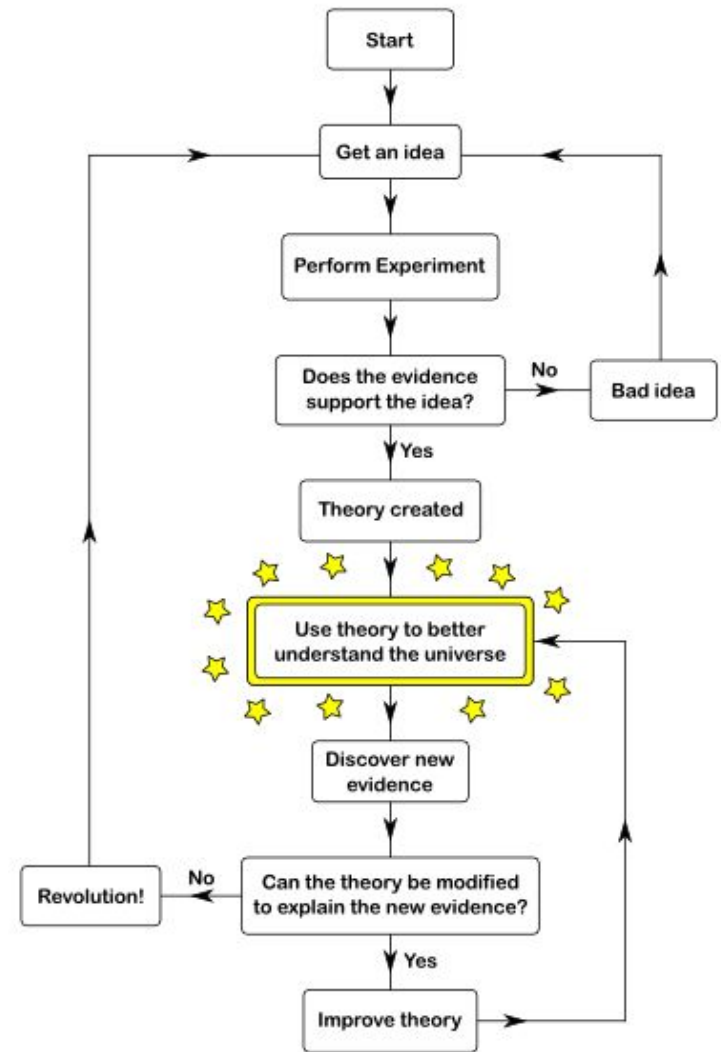 Start
Get an idea
Perform Experiment
Does the evidence
support the idea?
No
Bad idea
Yes
Theory created
Use theory to better
understand the universe
Discover new
evidence
Can the theory be modified
to explain the new evidence?
No
Revolution!
Yes
Improve theory